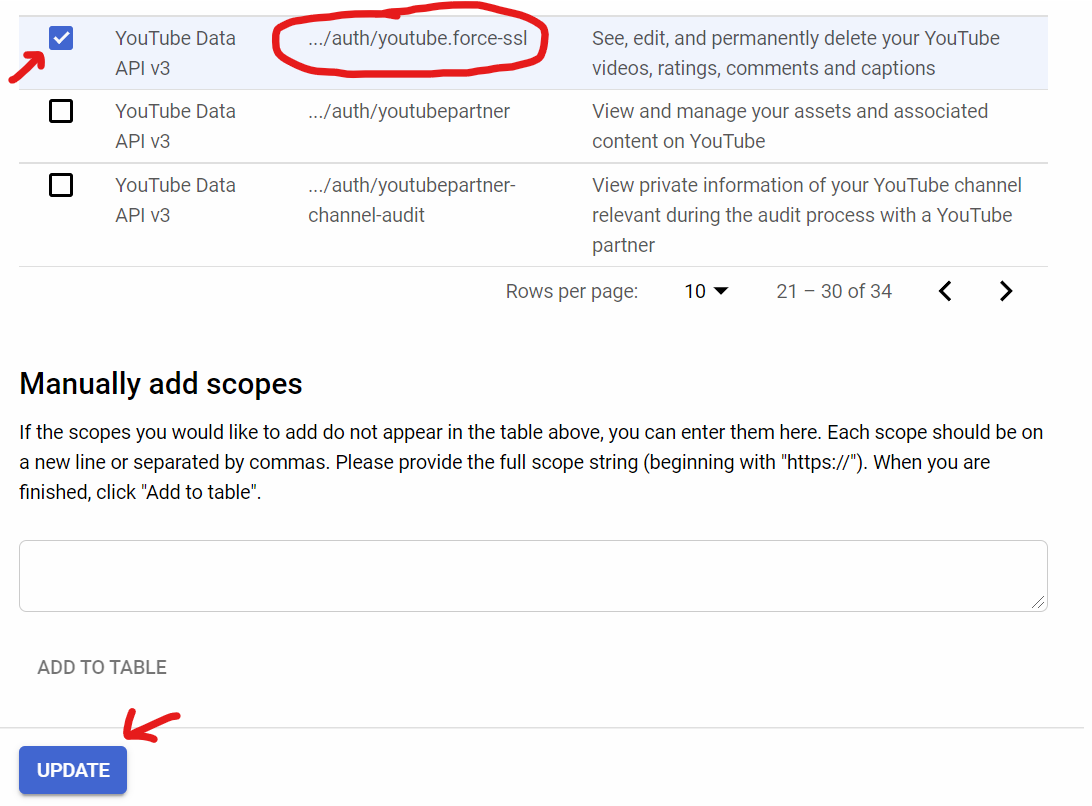 YouTube Data .../auth/youtube.force-ssl See, edit, and permanently delete your YouTube
API v3 videos, ratings, comments and captions
YouTube Data .../auth/youtubepartner View and manage your assets and associated
API v3 content on YouTube
YouTube Data .../auth/youtubepartner- View private information of your YouTube channel
API v3 channel-audit relevant during the audit process with a YouTube
partner
Rows per page: 10 21 – 30 of 34
Manually add scopes
If the scopes you would like to add do not appear in the table above, you can enter them here. Each scope should be on
a new line or separated by commas. Please provide the full scope string (beginning with "https://"). When you are
finished, click "Add to table".
ADD TO TABLE
UPDATE